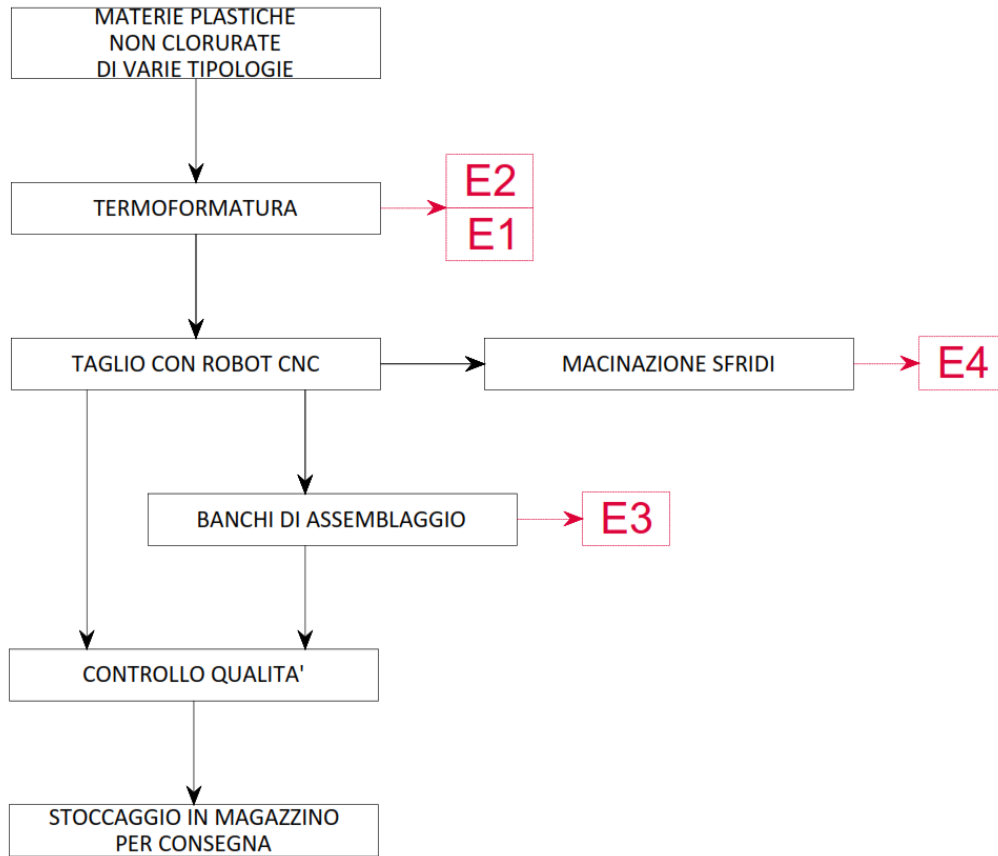 MATERIE PLASTICHE
NON CLORURATE
DI VARIE TIPOLOGIE
TERMOFORMATURA
E2
E1
TAGLIO CON ROBOT CNC
MACINAZIONE SFRIDI
E4
BANCHI DI ASSEMBLAGGIO
E3
CONTROLLO QUALITA'
STOCCAGGIO IN MAGAZZINO
PER CONSEGNA